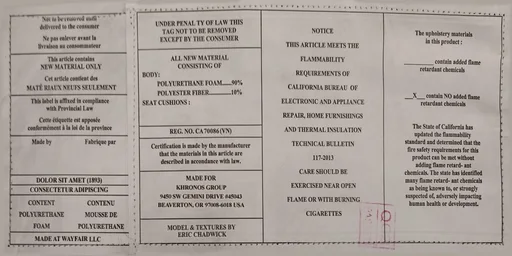 Not to be removed until
delivered to the consumer
Ne pas enlever avant la
livraison au consommateur
This article contains
NEW MATERIAL ONLY
Cet article contient des
MATÉ RIAUX NEUFS SEULEMENT
This label is affixed in compliance
with Provincial Law
Cette étiquette est apposée
conformément à la loi de la province
Made by Fabrique par
DOLOR SIT AMET (1893)
CONSECTETUR ADIPISCING
CONTENT CONTENU
POLYURETHANE MOUSSE DE
FOAM POLYURETHANE
MADE AT WAYFAIR LLC
UNDER PENAL TY OF LAW THIS
TAG NOT TO BE REMOVED
EXCEPT BY THE CONSUMER
ALL NEW MATERIAL
CONSISTING OF
BODY:
POLYURETHANE FOAM.....90%
POLYESTER FIBER............10%
SEAT CUSHIONS :
REG. NO. CA70086 (VN)
Certification is made by the manufacturer
that the materials in this article are
described in accordance with law.
MADE FOR
KHRONOS GROUP
9450 SW GEMINI DRIVE #45043
BEAVERTON, OR 97008-6018 USA
MODEL & TEXTURES BY
ERIC CHADWICK
NOTICE
THIS ARTICLE MEETS THE
FLAMMABILITY
REQUIREMENTS OF
CALIFORNIA BUREAU OF
ELECTRONIC AND APPLIANCE
REPAIR, HOME FURNISHINGS
AND THERMAL INSULATION
TECHNICAL BULLETIN
117-2013
CARE SHOULD BE
EXERCISED NEAR OPEN
FLAME OR WITH BURNING
CIGARETTES
The upholstery materials
in this product :
________contain added flame
retardant chemicals
___X___contain NO added flame
retardant chemicals
The State of California has
updated the flammability
standard and determined that the
fire safety requirements for this
product can be met without
adding flame retard- ant
chemicals. The state has identified
many flame retard- ant chemicals
as being known to, or strongly
suspected of, adversely impacting
human health or development.
10